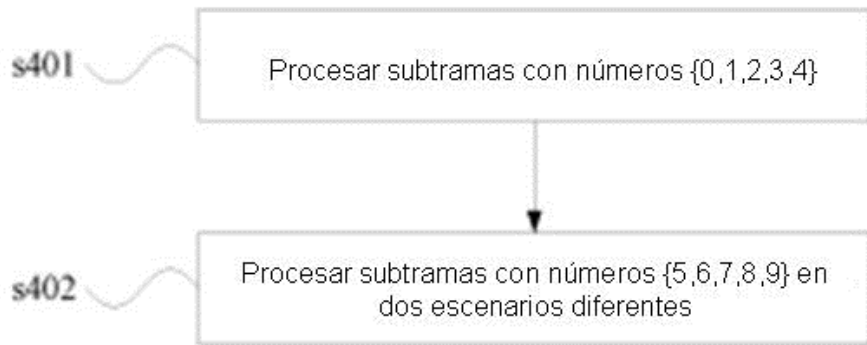 s401
Procesar subtramas con números {0,1,2,3,4}
s402
Procesar subtramas con números {5,6,7,8,9} en
dos escenarios diferentes